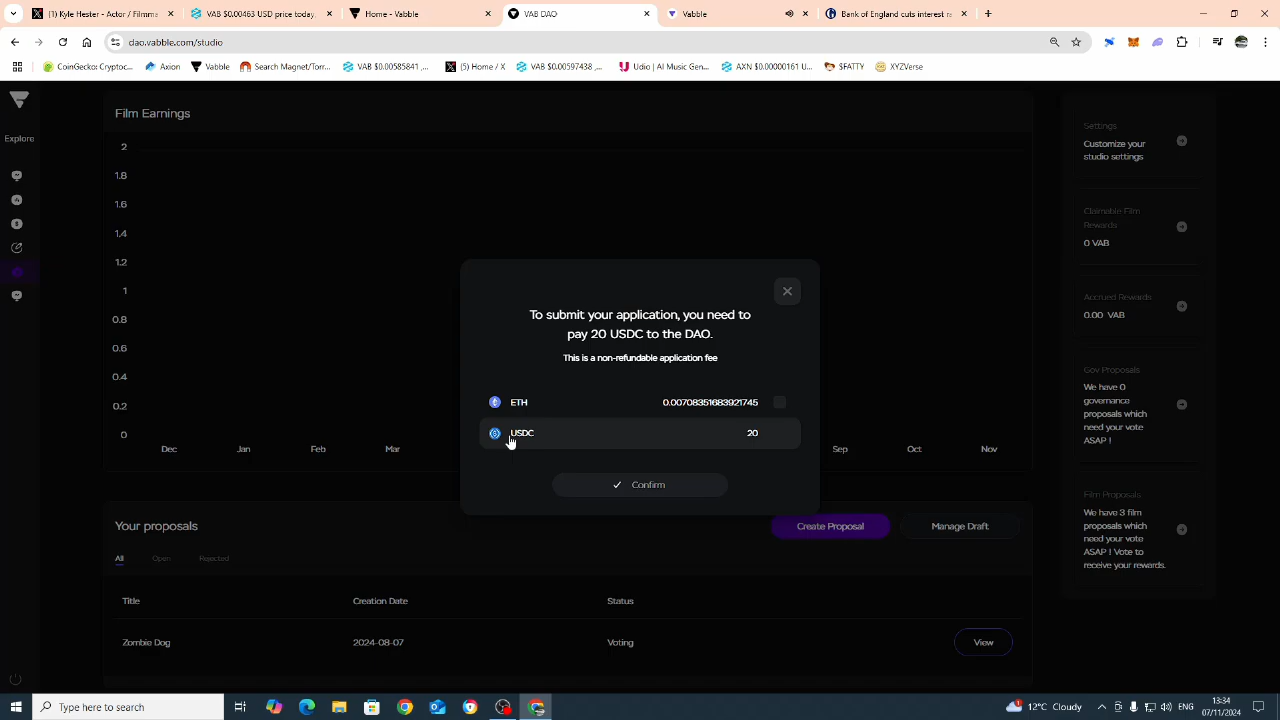 (1) Kyle Hester / Post / X
VAB $0.00463 USDC today
Home - Vabble
VAB DAO
Vabble
Bank of England interest ra
dao.vabble.com/studio
CoinGecko: Cryptoc...
Axion
Vabble
Search Magnet/Torr...
VAB $0.00585841 ,...
(1) Home / X
VAB $0.00597438 ,...
Udio | AI Music Gen...
AXN $0.00000161 U...
$FATTY
XYZVerse
Explore
Film Earnings
2
1.8
1.6
1.4
1.2
1
0.8
0.6
0.4
0.2
0
Dec Jan Feb Mar Sep Oct Nov
To submit your application, you need to
pay 20 USDC to the DAO.
This is a non-refundable application fee
ETH 0.00708351683921745
USDC 20
Confirm
Settings
Customize your
studio settings
Claimable Film
Rewards
0 VAB
Accrued Rewards
0.00 VAB
Gov Proposals
We have 0
governance
proposals which
need your vote
ASAP !
Film Proposals
We have 3 film
proposals which
need your vote
ASAP ! Vote to
receive your rewards.
Your proposals
Create Proposal
Manage Draft
All Open Rejected
Title Creation Date Status
Zombie Dog 2024-08-07 Voting View
Type here to search
12°C Cloudy
ENG
13:34
07/11/2024